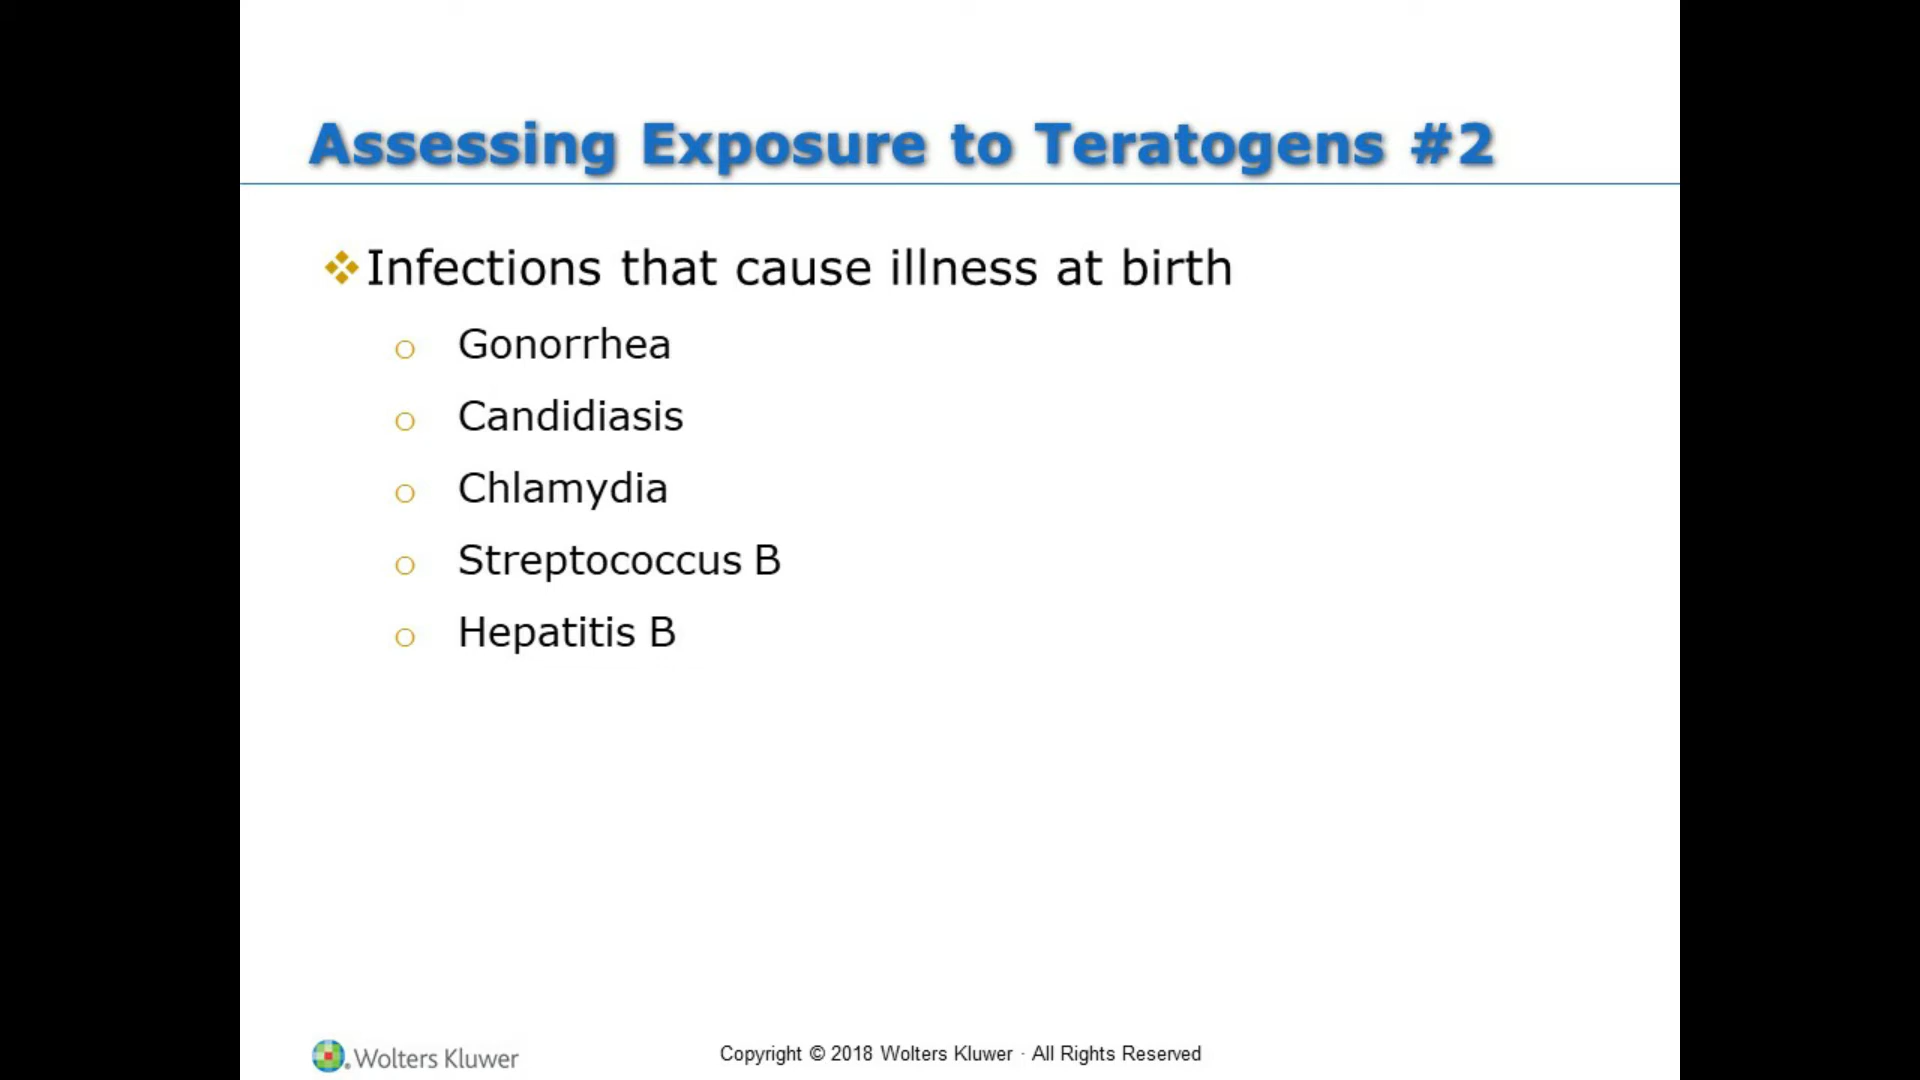 Assessing Exposure to Teratogens #2
Infections that cause illness at birth
Gonorrhea
Candidiasis
Chlamydia
Streptococcus B
Hepatitis B
Wolters Kluwer
Copyright © 2018 Wolters Kluwer · All Rights Reserved